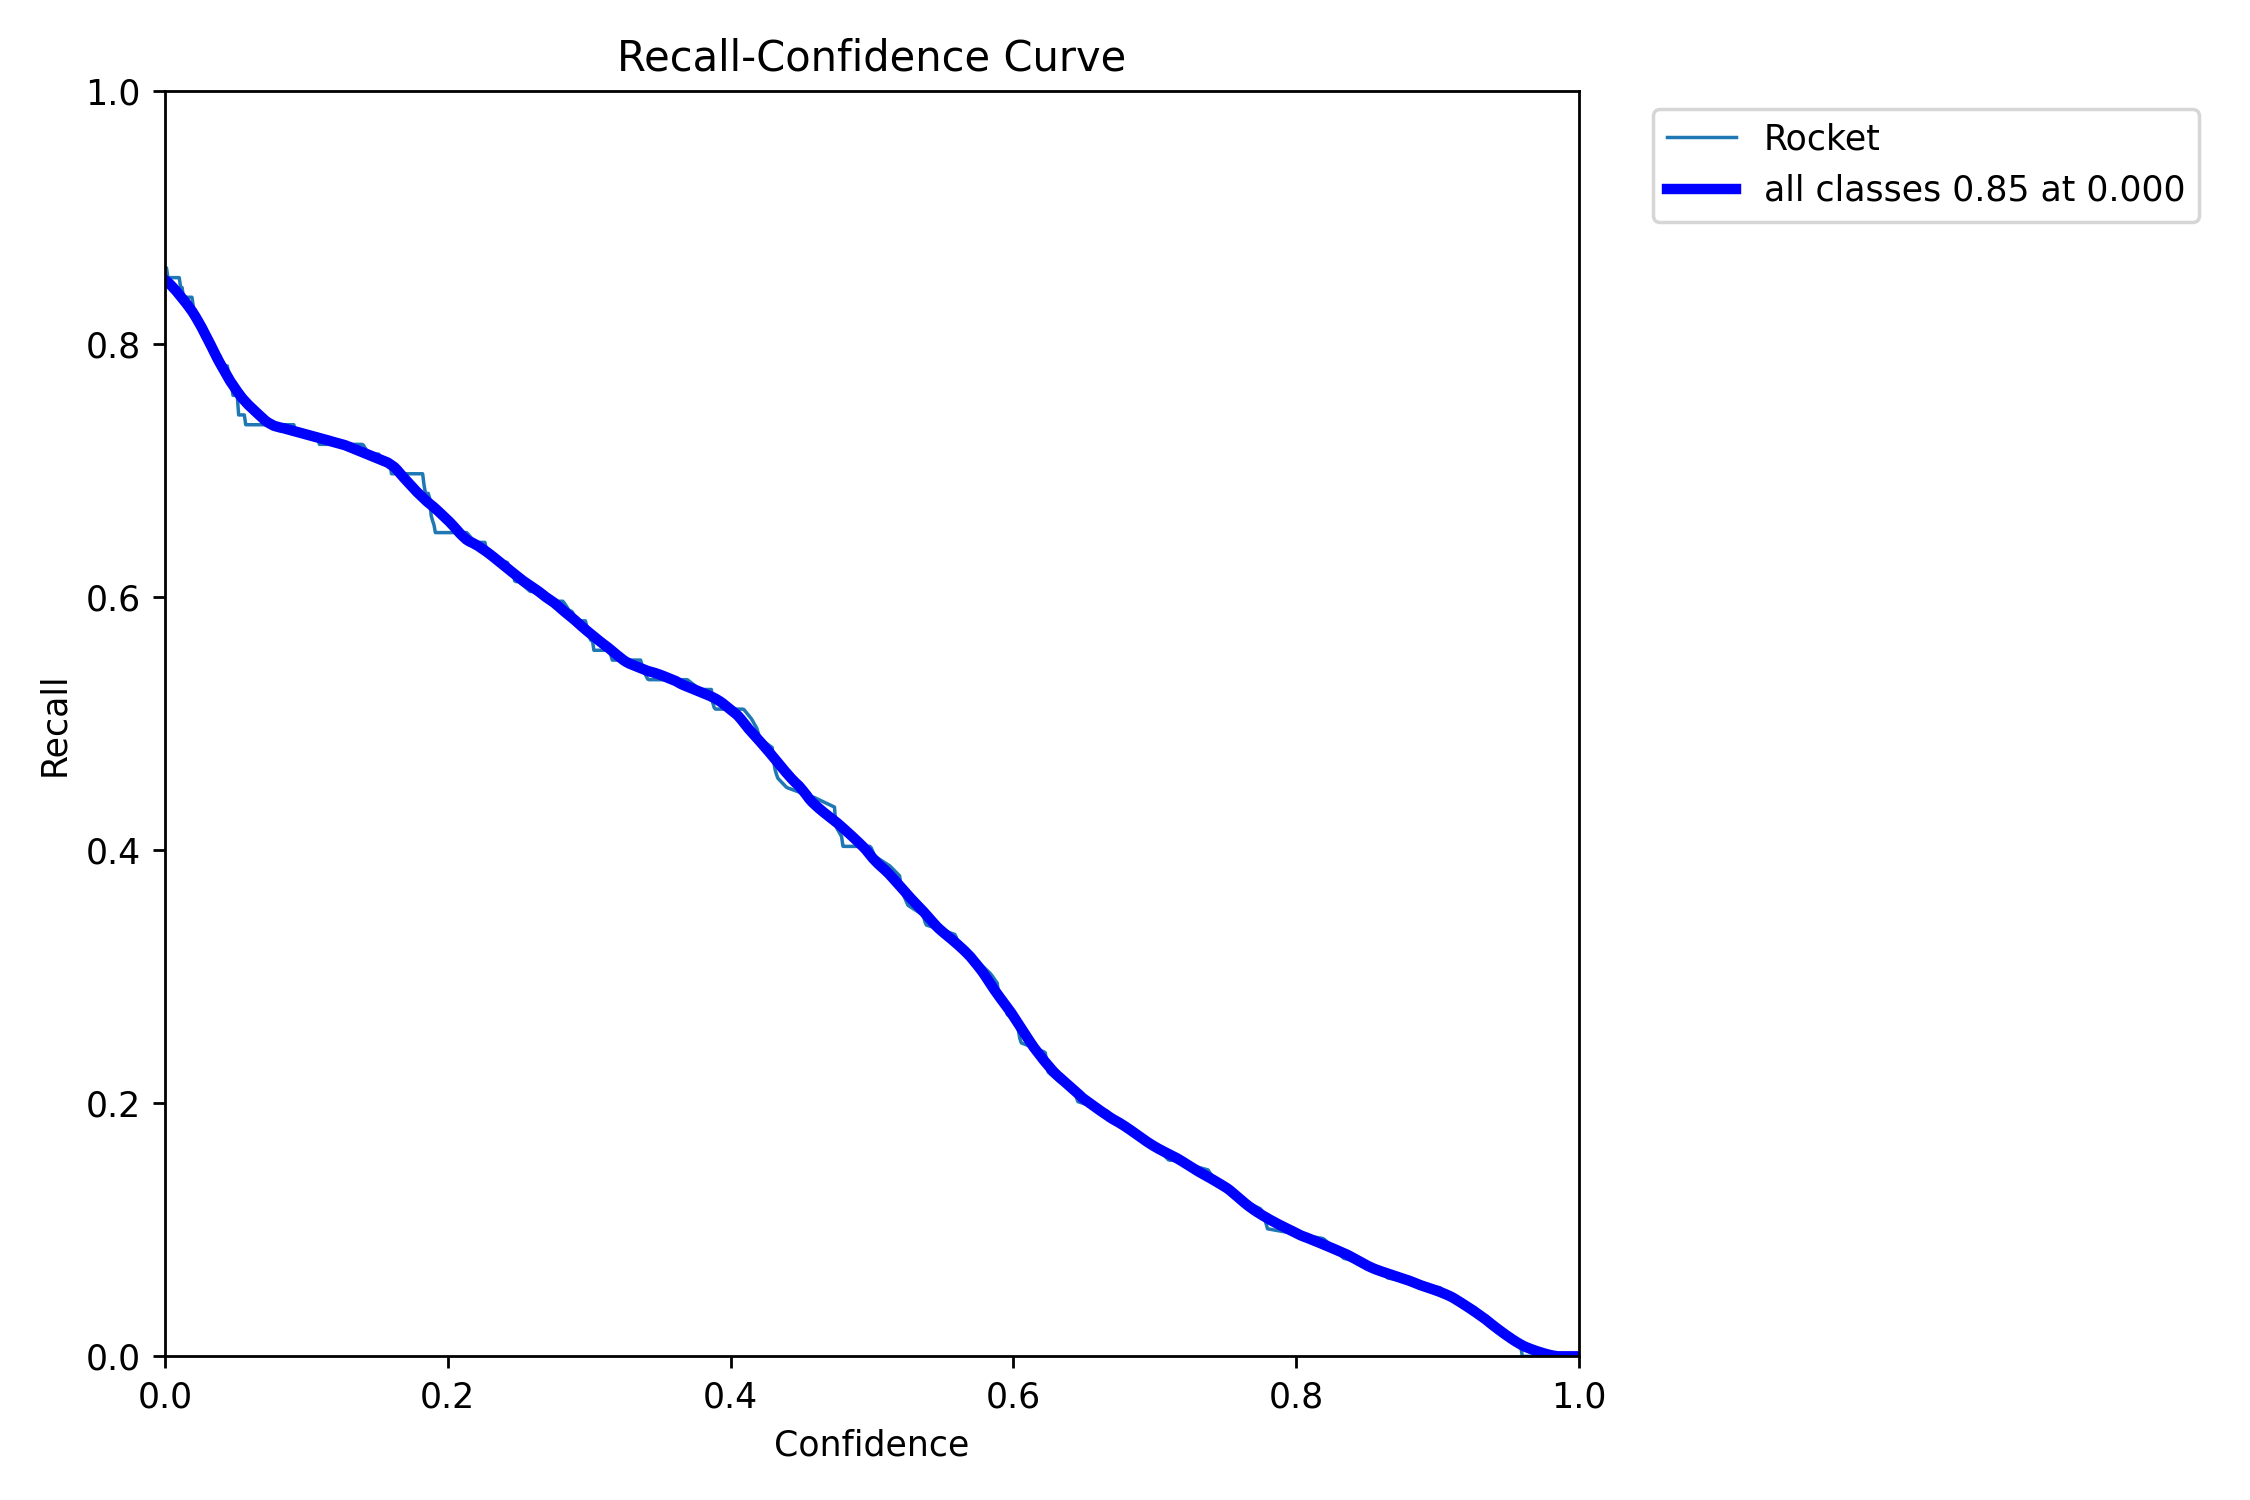 Recall-Confidence Curve
1.0
0.8
0.6
0.4
0.2
0.0
Recall
0.0 0.2 0.4 0.6 0.8 1.0
Confidence
Rocket
all classes 0.85 at 0.000